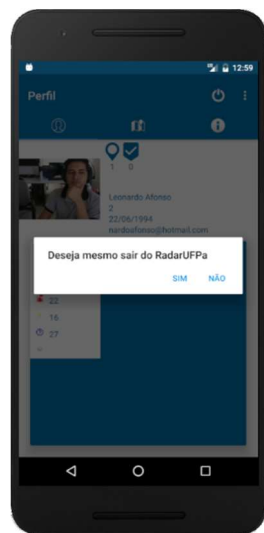 12:59
Perfil
1 0
Leonardo Afonso
2
22/06/1994
nardoafonso@hotmail.com
Deseja mesmo sair do RadarUFPa
SIM NÃO
22
16
27